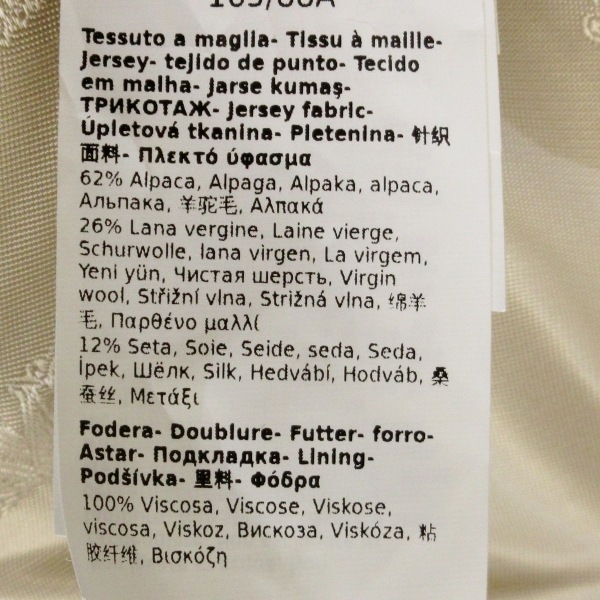 Tessuto a maglia- Tissu à maille-
Jersey- tejido de punto- Tecido
em malha- Jarse kumaş-
ТРИКОТАЖ- Jersey fabric-
Úpletová tkanina- Pletenina- 针织
面料- Πλεκτό ύφασμα
62% Alpaca, Alpaga, Alpaka, alpaca,
Альпака, 羊驼毛, Αλπακά
26% Lana vergine, Laine vierge,
Schurwolle, lana virgen, La virgem,
Yeni yün, Чистая шерсть, Virgin
wool, Střižní vlna, Strižná vlna, 绵羊
毛, Παρθένο μαλλί
12% Seta, Soie, Seide, seda, Seda,
İpek, Шёлк, Silk, Hedvábí, Hodváb, 桑
蚕丝, Μετάξι
Fodera- Doublure- Futter- forro-
Astar- Подкладка- Lining-
Podšívka- 里料- Φόδρα
100% Viscosa, Viscose, Viskose,
viscosa, Viskoz, Вискоза, Viskóza, 粘
胶纤维, Βισκόζη